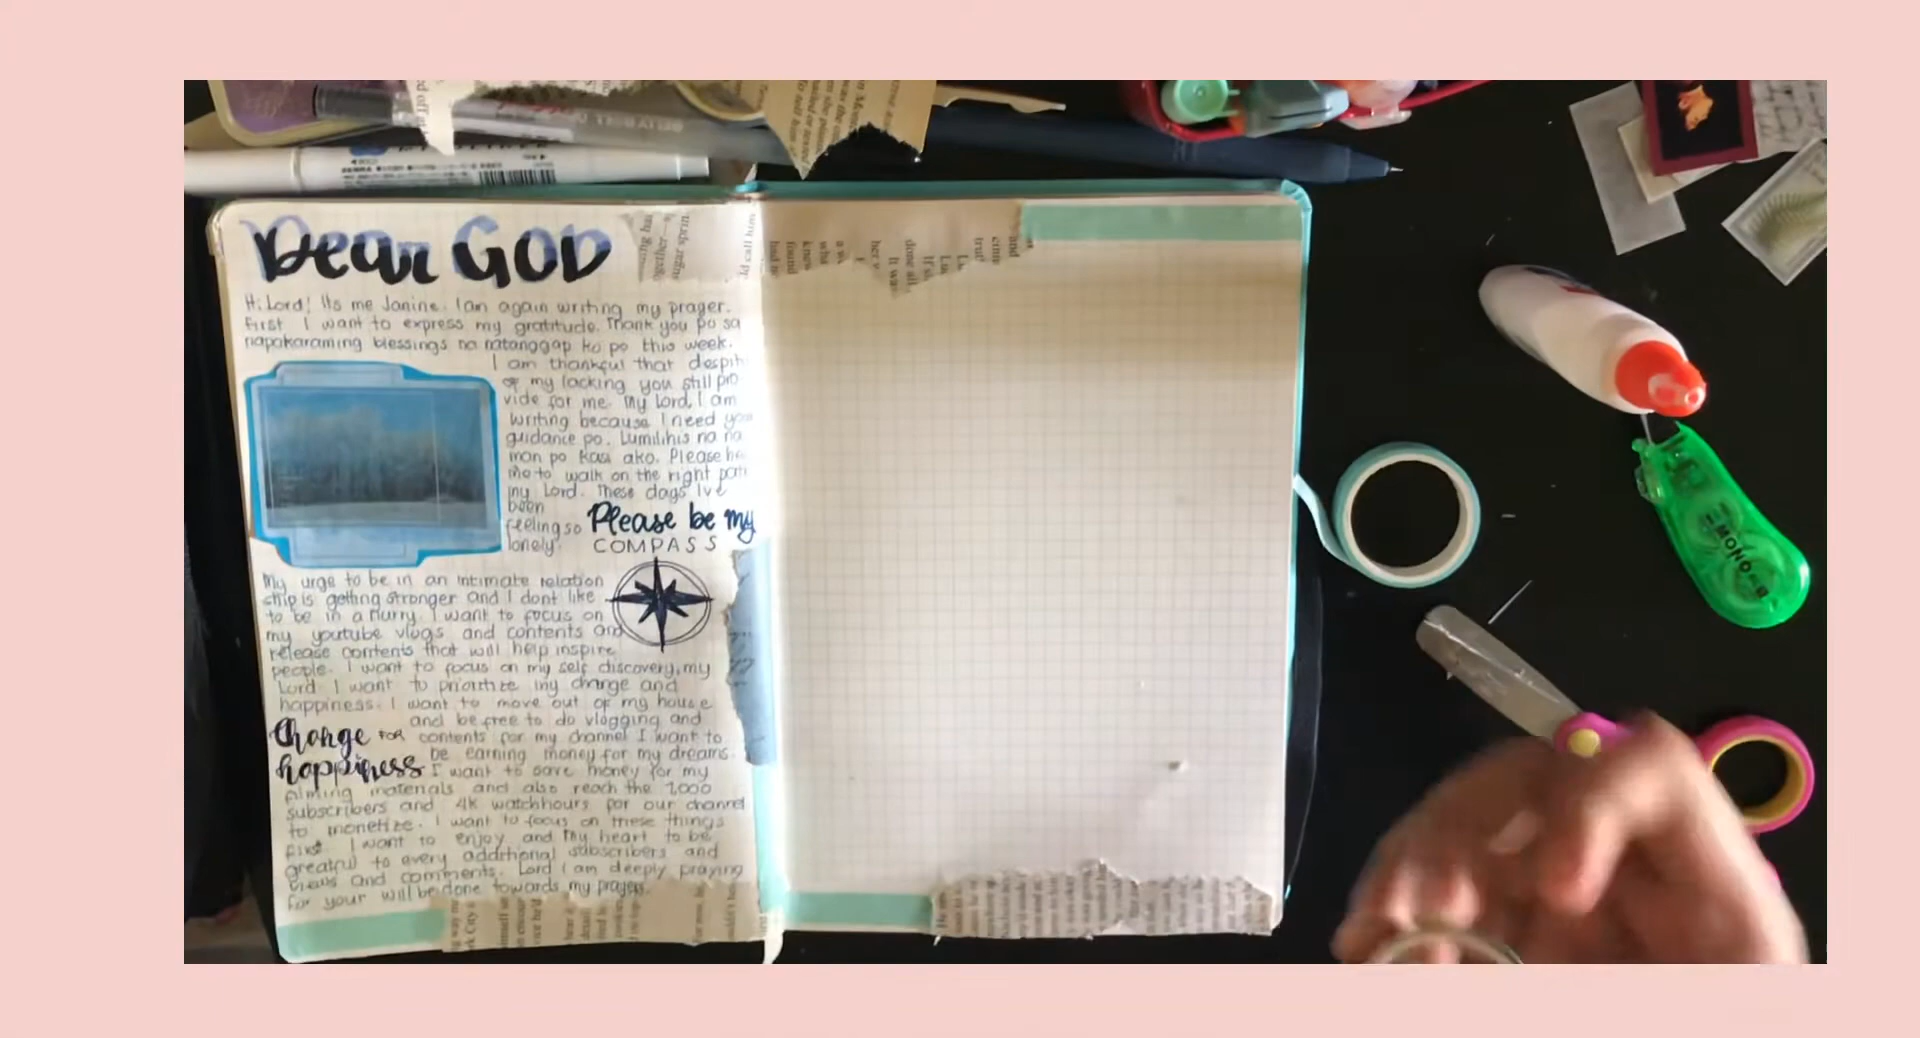 Dear GOD
Hi Lord! Its me Janine. I am again writing my prayer.
First I want to express my gratitude. Thank you po sa
napakaraming blessings na natanggap ko po this week.
I am thankful that despit
of my lacking you still pro
vide for me. My Lord, I am
writing because I need you
guidance po. Lumilihis na na
man po kasi ako. Please he
me to walk on the right path
my Lord. These days I've
been
feeling so
lonely.
Please be my
COMPASS
My urge to be in an intimate relation
ship is getting stronger and I dont like
to be in a hurry. I want to focus on
my youtube vlogs and contents and
release contents that will help inspire
people. I want to focus on my self discovery, my
Lord. I want to prioritize my change and
happiness. I want to move out of my house
and be free to do vlogging and
Change FOR
happiness
contents for my channel I want to
be earning money for my dreams.
I want to save money for my
filming materials and also reach the 1,000
subscribers and 4k watchhours for our channel
to monetize. I want to focus on these things
first. I want to enjoy and my heart to be
greatful to every additional subscribers and
views and comments. Lord I am deeply praying
for your will be done towards my prayer.
ZEBRA
MONO